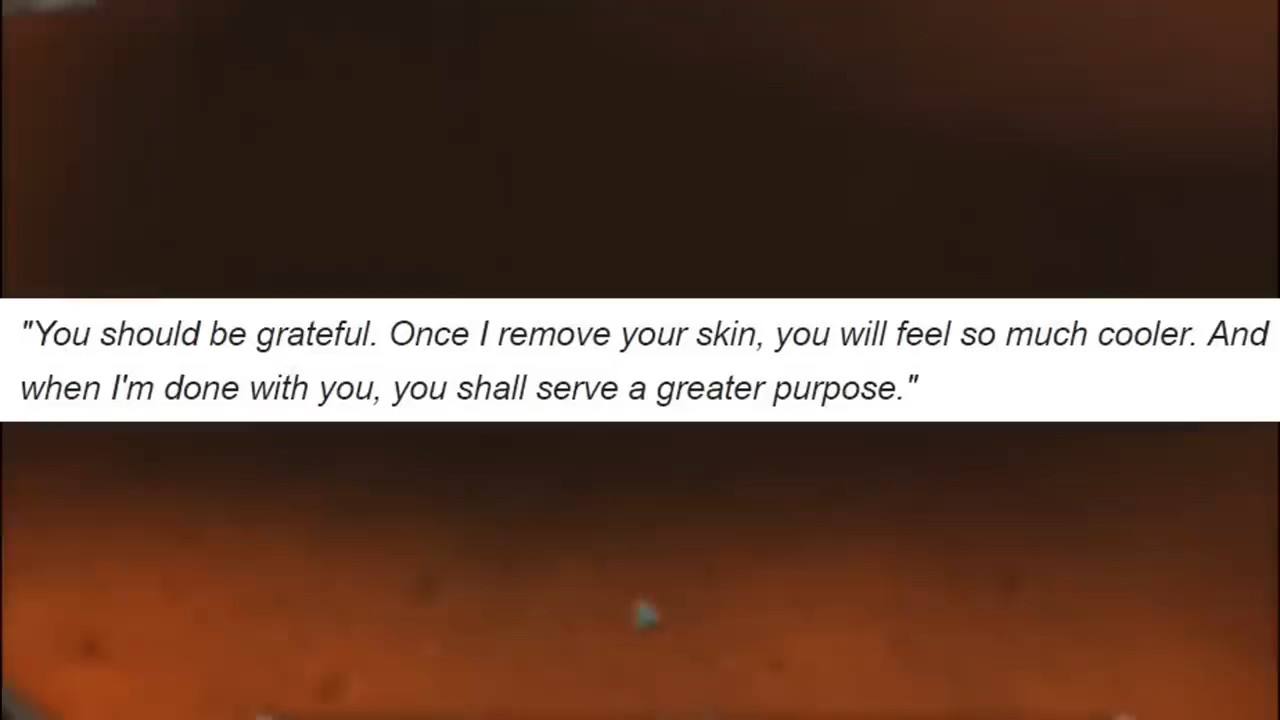 "You should be grateful. Once I remove your skin, you will feel so much cooler. And
when I'm done with you, you shall serve a greater purpose."